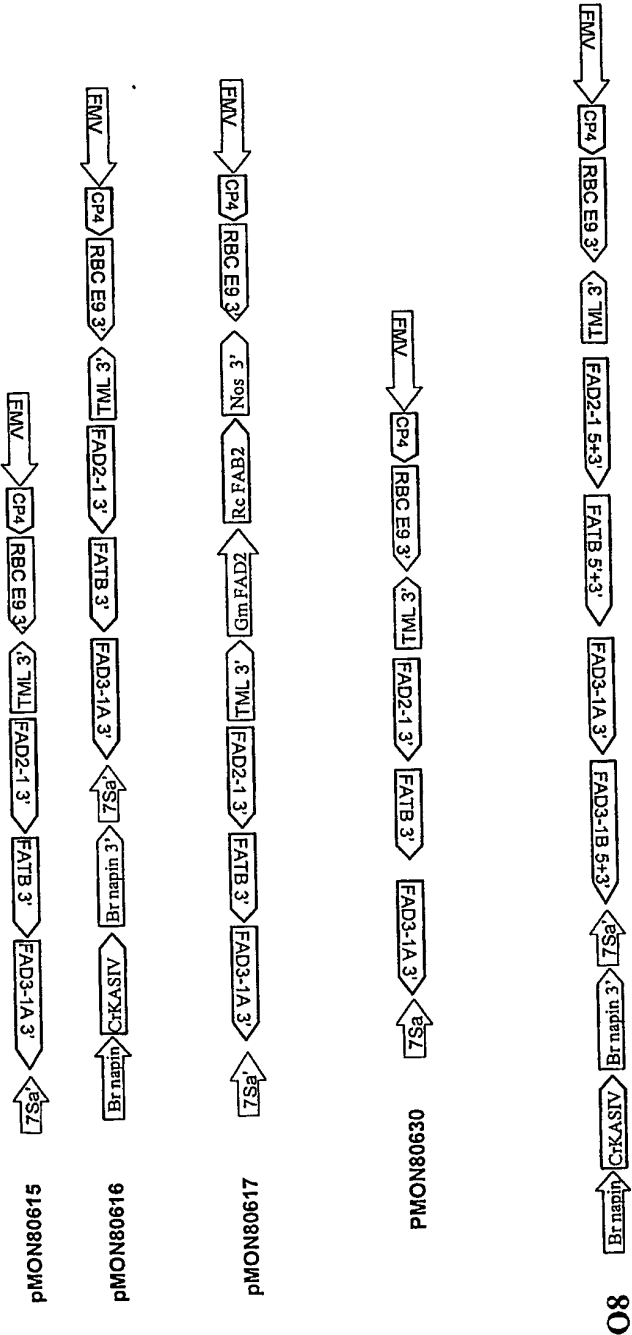 pMON80615 7Sa' FAD3-1A 3' FATB 3' FAD2-1 3' TML 3' RBC E9 3' CP4 FMV
pMON80616 Br napin CrKASIV Br napin 3' 7Sa' FAD3-1A 3' FATB 3' FAD2-1 3' TML 3' RBC E9 3' CP4 FMV
pMON80617 7Sa' FAD3-1A 3' FATB 3' FAD2-1 3' TML 3' Gm FAD2 Rc FAB2 Nos 3' RBC E9 3' CP4 FMV
PMON80630 7Sa FAD3-1A 3' FATB 3' FAD2-1 3' TML 3' RBC E9 3' CP4 FMV
O8 Br napin CrKASIV Br napin 3' 7Sa' FAD3-1B 5+3' FAD3-1A 3' FATB 5'+3' FAD2-1 5+3' TML 3' RBC E9 3' CP4 FMV